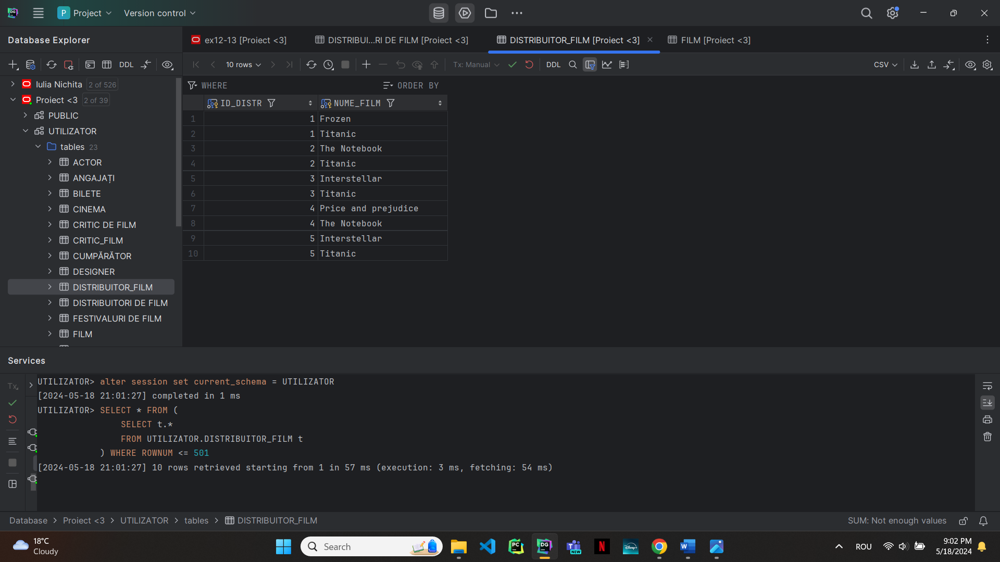 P Project Version control
Database Explorer
ex12-13 [Proiect <3] DISTRIBUI...RI DE FILM [Proiect <3] DISTRIBUITOR_FILM [Proiect <3] FILM [Proiect <3]
DDL 10 rows Tx: Manual DDL CSV
WHERE ORDER BY
Iulia Nichita 2 of 526
Proiect <3 2 of 39
PUBLIC
UTILIZATOR
tables 23
ACTOR
ANGAJAȚI
BILETE
CINEMA
CRITIC DE FILM
CRITIC_FILM
CUMPĂRĂTOR
DESIGNER
DISTRIBUITOR_FILM
DISTRIBUITORI DE FILM
FESTIVALURI DE FILM
FILM
ID_DISTR NUME_FILM
1 1 Frozen
2 1 Titanic
3 2 The Notebook
4 2 Titanic
5 3 Interstellar
6 3 Titanic
7 4 Price and prejudice
8 4 The Notebook
9 5 Interstellar
10 5 Titanic
Services
Tx
UTILIZATOR> alter session set current_schema = UTILIZATOR
[2024-05-18 21:01:27] completed in 1 ms
UTILIZATOR> SELECT * FROM (
SELECT t.*
FROM UTILIZATOR.DISTRIBUITOR_FILM t
) WHERE ROWNUM <= 501
[2024-05-18 21:01:27] 10 rows retrieved starting from 1 in 57 ms (execution: 3 ms, fetching: 54 ms)
Database > Proiect <3 > UTILIZATOR > tables > DISTRIBUITOR_FILM SUM: Not enough values
18°C
Cloudy
Search
PC DG NEW N Disney+ W
ROU
9:02 PM
5/18/2024